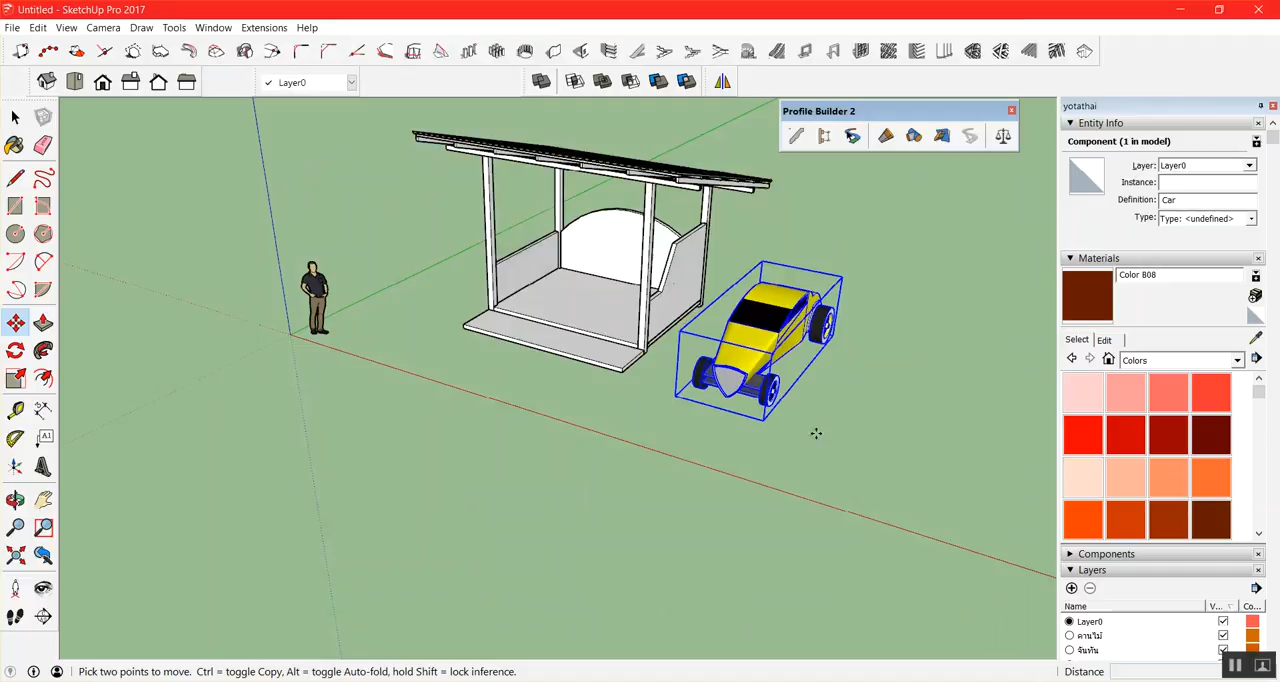 Untitled - SketchUp Pro 2017
File Edit View Camera Draw Tools Window Extensions Help
Layer0
Profile Builder 2
yotathai
Entity Info
Component (1 in model)
Layer: Layer0
Instance:
Definition: Car
Type: Type: <undefined>
Materials
Color B08
Select Edit
Colors
Components
Layers
Name V... Co...
Layer0
คานไม้
จันทัน
A1
Pick two points to move. Ctrl = toggle Copy, Alt = toggle Auto-fold, hold Shift = lock inference.
Distance